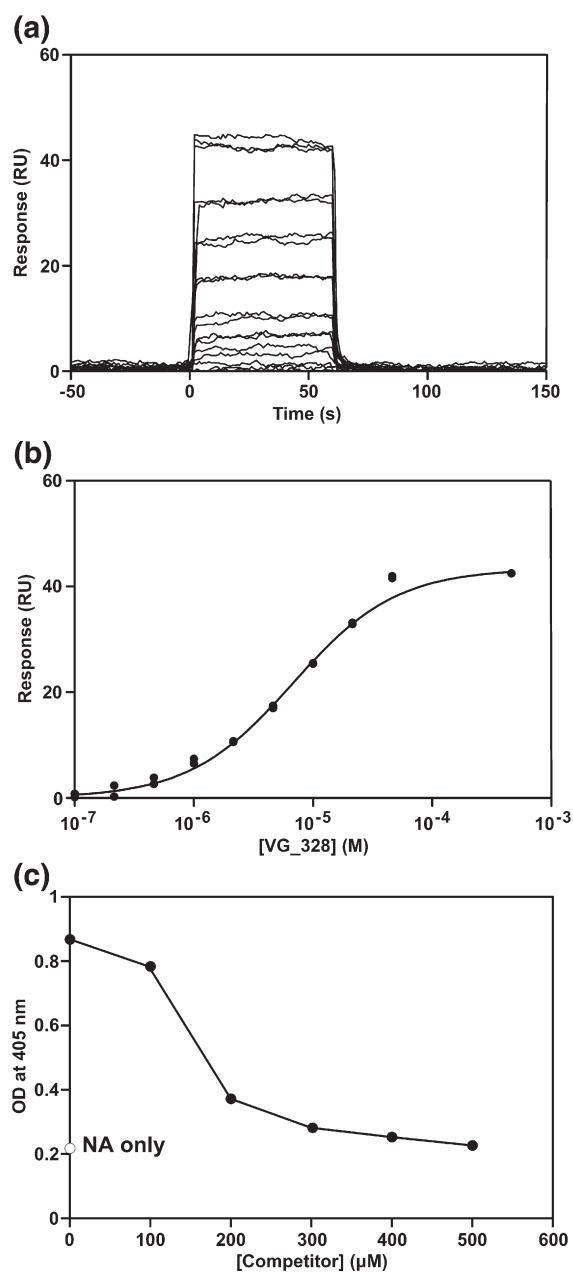 (a)
60
40
20
0
Response (RU)
-50 0 50 100 150
Time (s)
(b)
60
40
20
0
Response (RU)
10-7 10-6 10-5 10-4 10-3
[VG_328] (M)
(c)
1
0.8
0.6
0.4
0.2
0
OD at 405 nm
NA only
0 100 200 300 400 500 600
[Competitor] (µM)